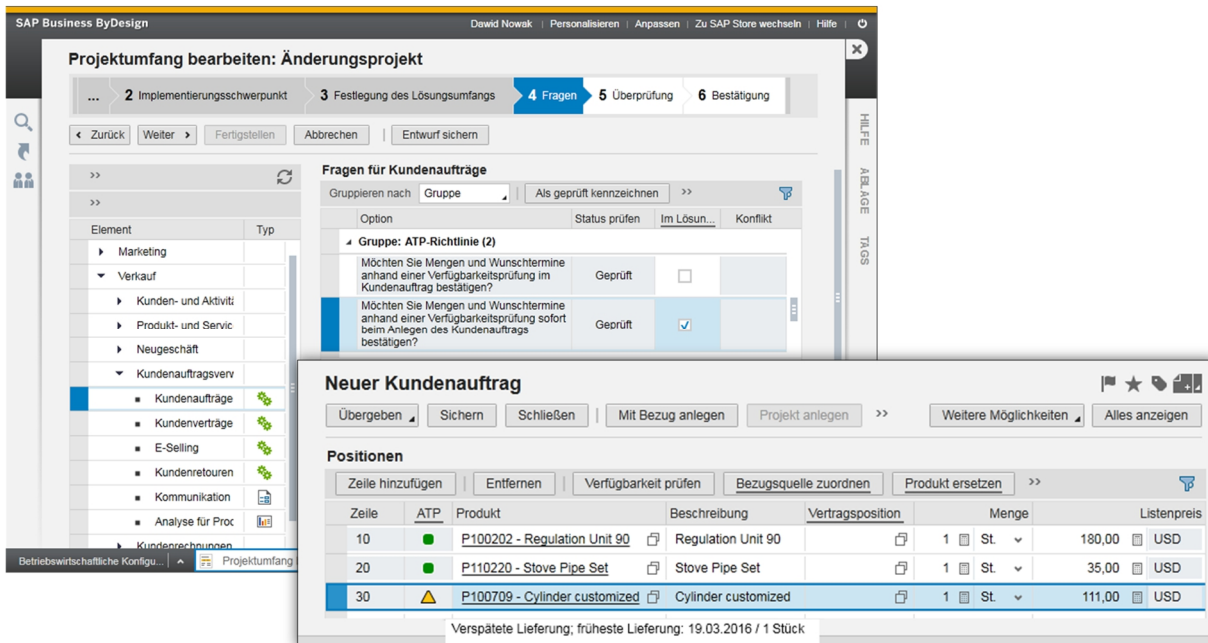 SAP Business ByDesign
Dawid Nowak | Personalisieren | Anpassen | Zu SAP Store wechseln | Hilfe
Projektumfang bearbeiten: Änderungsprojekt
... 2 Implementierungsschwerpunkt 3 Festlegung des Lösungsumfangs 4 Fragen 5 Überprüfung 6 Bestätigung
Zurück Weiter Fertigstellen Abbrechen Entwurf sichern
HILFE
ABLAGE
TAGS
Element Typ
Marketing
Verkauf
Kunden- und Aktivitä
Produkt- und Servic
Neugeschäft
Kundenauftragsverw
Kundenaufträge
Kundenverträge
E-Selling
Kundenretouren
Kommunikation
Analyse für Proz
Kundenrechnungen
Fragen für Kundenaufträge
Gruppieren nach Gruppe Als geprüft kennzeichnen
Option Status prüfen Im Lösun... Konflikt
Gruppe: ATP-Richtlinie (2)
Möchten Sie Mengen und Wunschtermine
anhand einer Verfügbarkeitsprüfung im
Kundenauftrag bestätigen?
Geprüft
Möchten Sie Mengen und Wunschtermine
anhand einer Verfügbarkeitsprüfung sofort
beim Anlegen des Kundenauftrags
bestätigen?
Geprüft
Betriebswirtschaftliche Konfigu... Projektumfang
Neuer Kundenauftrag
Übergeben Sichern Schließen Mit Bezug anlegen Projekt anlegen Weitere Möglichkeiten Alles anzeigen
Positionen
Zeile hinzufügen Entfernen Verfügbarkeit prüfen Bezugsquelle zuordnen Produkt ersetzen
Zeile ATP Produkt Beschreibung Vertragsposition Menge Listenpreis
10 P100202 - Regulation Unit 90 Regulation Unit 90 1 St. 180,00 USD
20 P110220 - Stove Pipe Set Stove Pipe Set 1 St. 35,00 USD
30 P100709 - Cylinder customized Cylinder customized 1 St. 111,00 USD
Verspätete Lieferung; früheste Lieferung: 19.03.2016 / 1 Stück